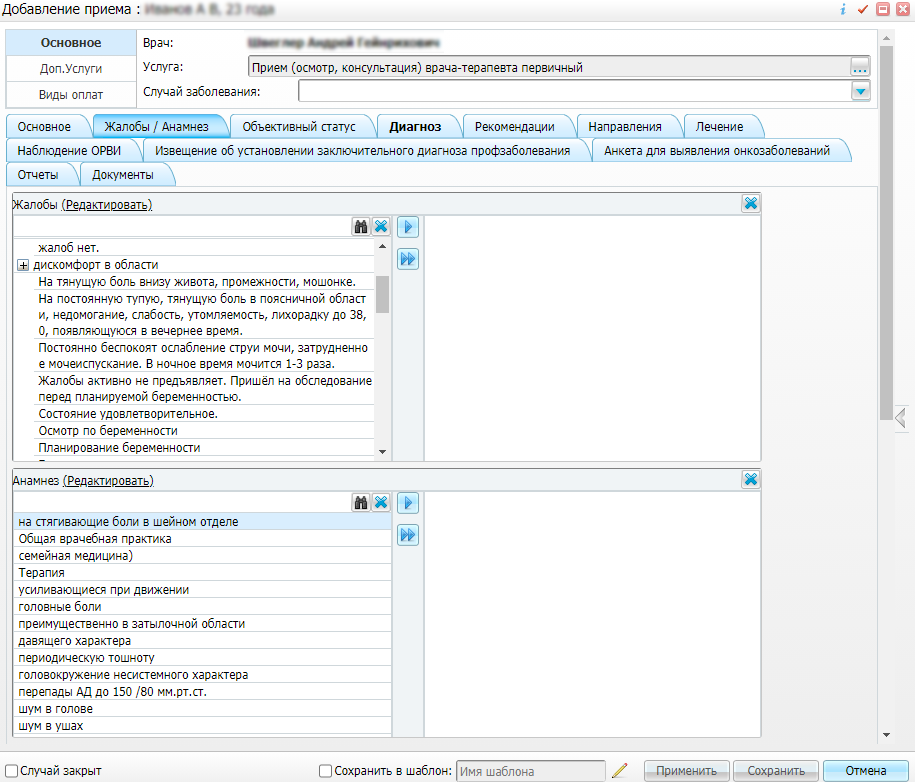 Добавление приема :
Основное
Доп.Услуги
Виды оплат
Врач:
Услуга: Прием (осмотр, консультация) врача-терапевта первичный ...
Случай заболевания:
Основное Жалобы / Анамнез Объективный статус Диагноз Рекомендации Направления Лечение
Наблюдение ОРВИ Извещение об установлении заключительного диагноза профзаболевания Анкета для выявления онкозаболеваний
Отчеты Документы
Жалобы (Редактировать)
жалоб нет.
дискомфорт в области
На тянущую боль внизу живота, промежности, мошонке.
На постоянную тупую, тянущую боль в поясничной област
и, недомогание, слабость, утомляемость, лихорадку до 38,
0, появляющуюся в вечернее время.
Постоянно беспокоят ослабление струи мочи, затрудненно
е мочеиспускание. В ночное время мочится 1-3 раза.
Жалобы активно не предъявляет. Пришёл на обследование
перед планируемой беременностью.
Состояние удовлетворительное.
Осмотр по беременности
Планирование беременности
Анамнез (Редактировать)
на стягивающие боли в шейном отделе
Общая врачебная практика
семейная медицина)
Терапия
усиливающиеся при движении
головные боли
преимущественно в затылочной области
давящего характера
периодическую тошноту
головокружение несистемного характера
перепады АД до 150 /80 мм.рт.ст.
шум в голове
шум в ушах
Случай закрыт Сохранить в шаблон: Имя шаблона Применить Сохранить Отмена